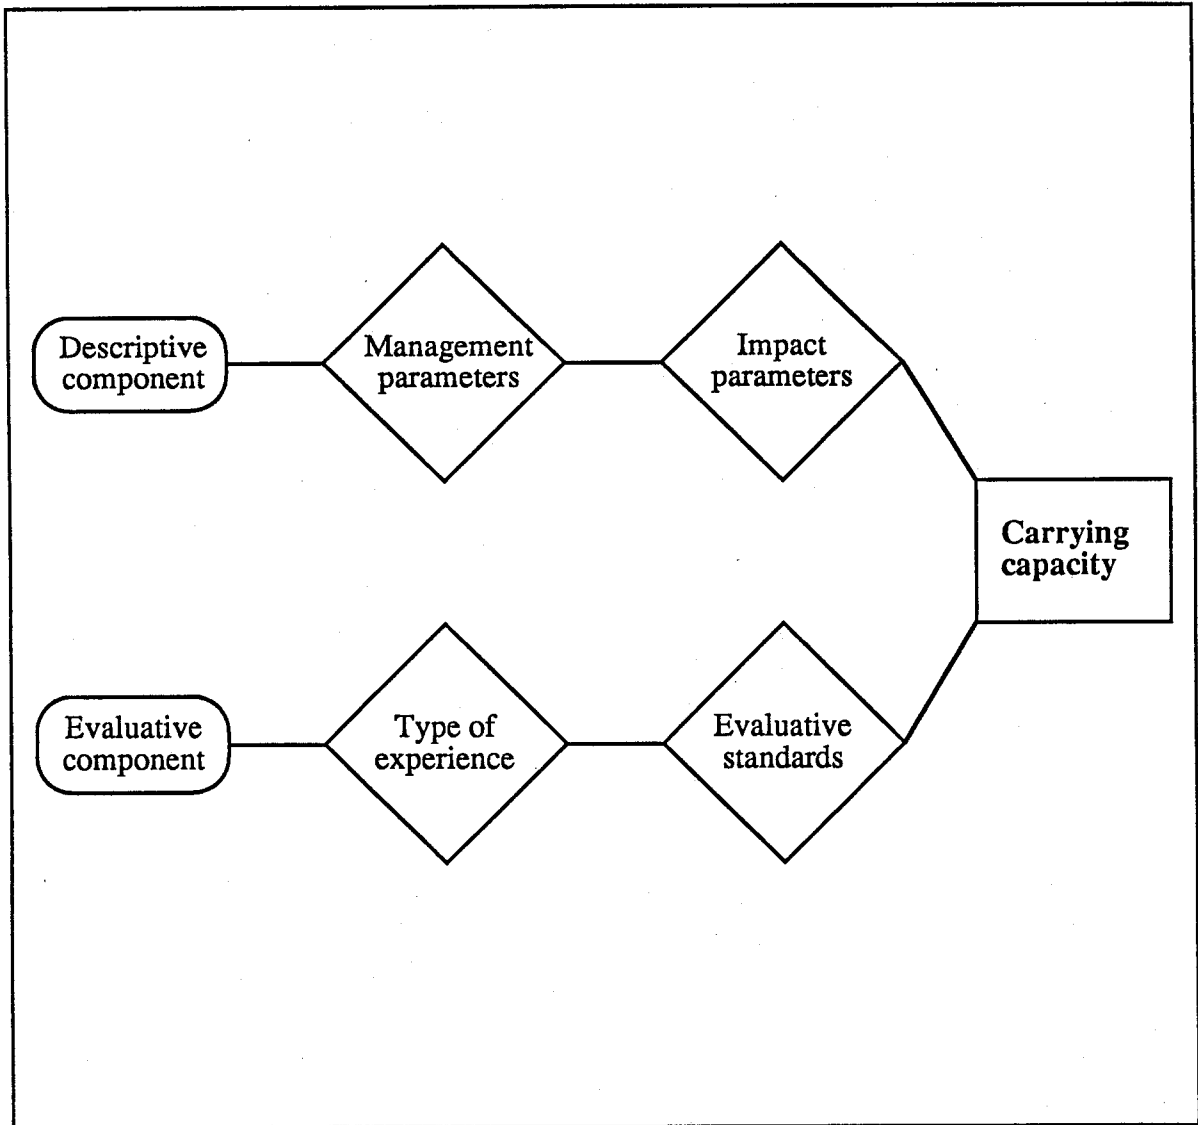 Descriptive
component
Management
parameters
Impact
parameters
Carrying
capacity
Evaluative
component
Type of
experience
Evaluative
standards